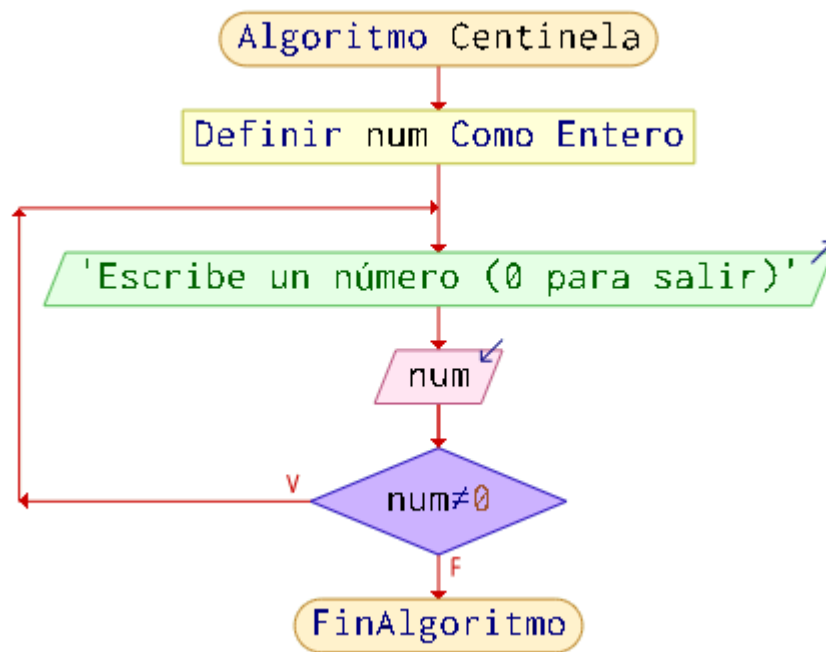 Algoritmo Centinela
Definir num Como Entero
'Escribe un número (0 para salir)'
num
V
num≠0
F
FinAlgoritmo